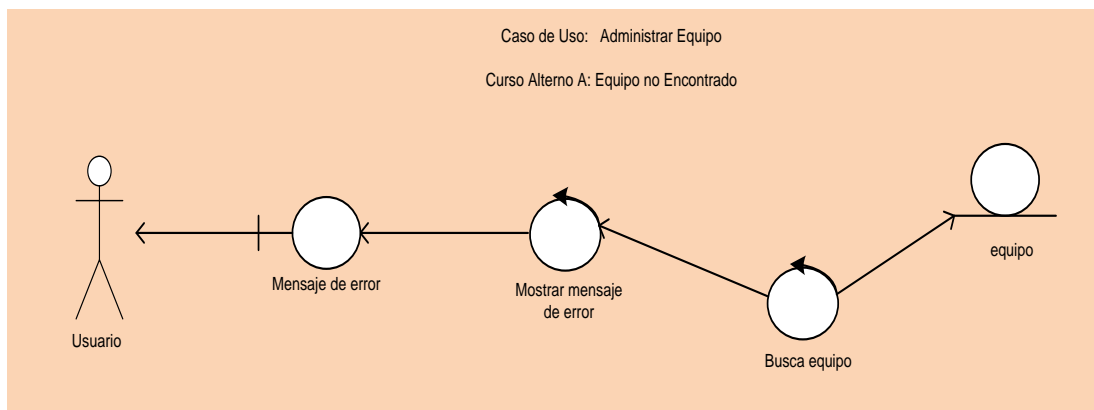 Caso de Uso: Administrar Equipo
Curso Alterno A: Equipo no Encontrado
equipo
Mensaje de error
Mostrar mensaje
de error
Usuario
Busca equipo